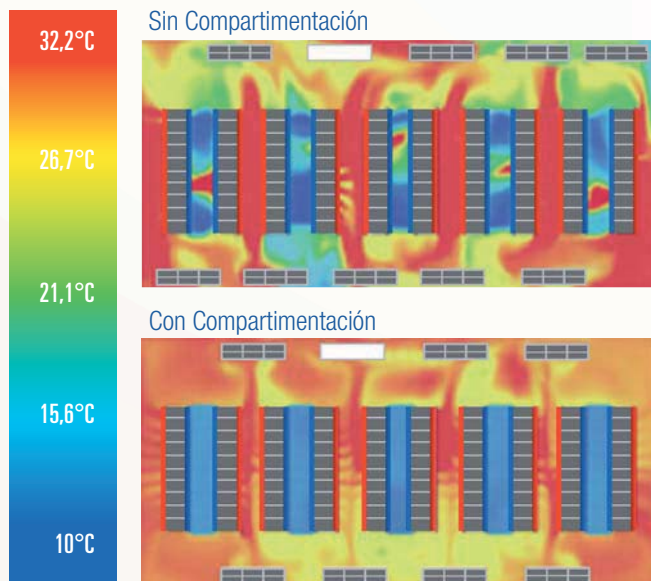 Sin Compartimentación
32,2°C
26,7°C
21,1°C
15,6°C
10°C
Con Compartimentación